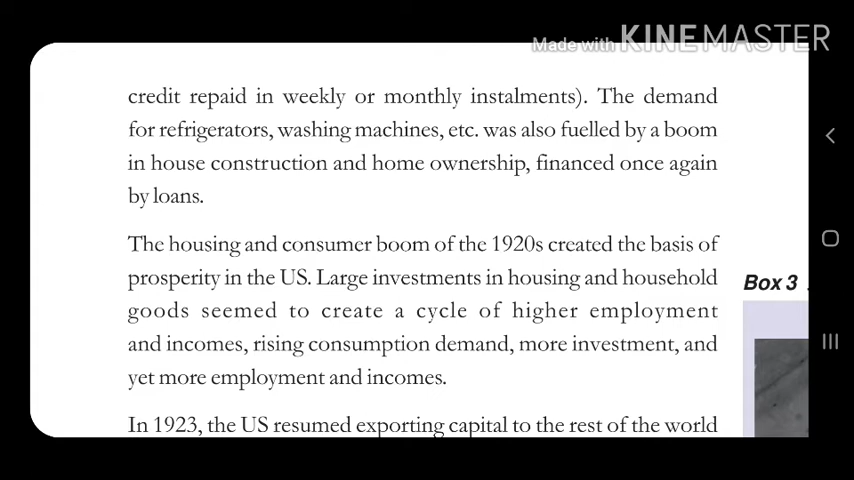 Made with KINEMASTER
credit repaid in weekly or monthly instalments). The demand
for refrigerators, washing machines, etc. was also fuelled by a boom
in house construction and home ownership, financed once again
by loans.
The housing and consumer boom of the 1920s created the basis of
prosperity in the US. Large investments in housing and household
goods seemed to create a cycle of higher employment
and incomes, rising consumption demand, more investment, and
yet more employment and incomes.
Box 3
In 1923, the US resumed exporting capital to the rest of the world